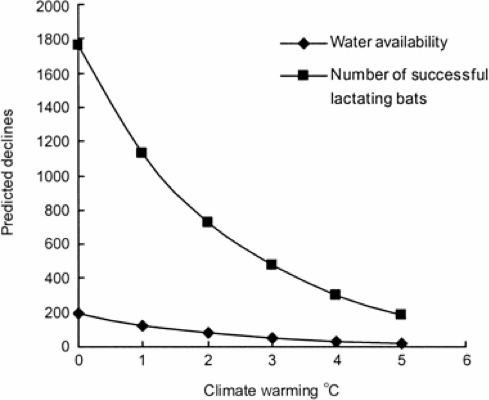 2000
1800
1600
1400
1200
1000
800
600
400
200
0
Predicted declines
Water availability
Number of successful
lactating bats
0 1 2 3 4 5 6
Climate warming °C